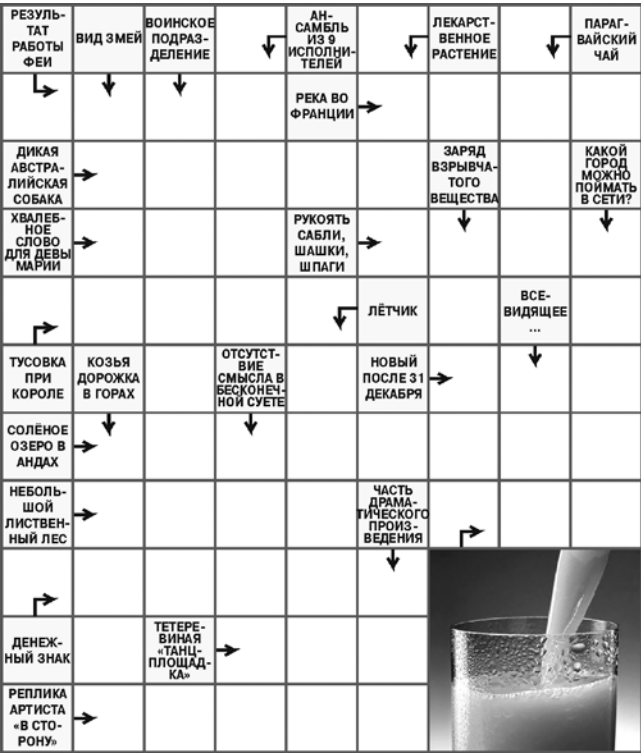 РЕЗУЛЬ-
ТАТ
РАБОТЫ
ФЕИ
ВИД ЗМЕЙ
ВОИНСКОЕ
ПОДРАЗ-
ДЕЛЕНИЕ
АН-
САМБЛЬ
ИЗ 9
ИСПОЛНИ-
ТЕЛЕЙ
ЛЕКАРСТ-
ВЕННОЕ
РАСТЕНИЕ
ПАРАГ-
ВАЙСКИЙ
ЧАЙ
РЕКА ВО
ФРАНЦИИ
ДИКАЯ
АВСТРА-
ЛИЙСКАЯ
СОБАКА
ЗАРЯД
ВЗРЫВЧА-
ТОГО
ВЕЩЕСТВА
КАКОЙ
ГОРОД
МОЖНО
ПОЙМАТЬ
В СЕТИ?
ХВАЛЕБ-
НОЕ
СЛОВО
ДЛЯ ДЕВЫ
МАРИИ
РУКОЯТЬ
САБЛИ,
ШАШКИ,
ШПАГИ
ЛЁТЧИК
ВСЕ-
ВИДЯЩЕЕ
...
ТУСОВКА
ПРИ
КОРОЛЕ
КОЗЬЯ
ДОРОЖКА
В ГОРАХ
ОТСУТСТ-
ВИЕ
СМЫСЛА В
БЕСКОНЕЧ-
НОЙ СУЕТЕ
НОВЫЙ
ПОСЛЕ 31
ДЕКАБРЯ
СОЛЁНОЕ
ОЗЕРО В
АНДАХ
НЕБОЛЬ-
ШОЙ
ЛИСТВЕН-
НЫЙ ЛЕС
ЧАСТЬ
ДРАМА-
ТИЧЕСКОГО
ПРОИЗ-
ВЕДЕНИЯ
ДЕНЕЖ-
НЫЙ ЗНАК
ТЕТЕРЕ-
ВИНАЯ
«ТАНЦ-
ПЛОЩАД-
КА»
РЕПЛИКА
АРТИСТА
«В СТО-
РОНУ»